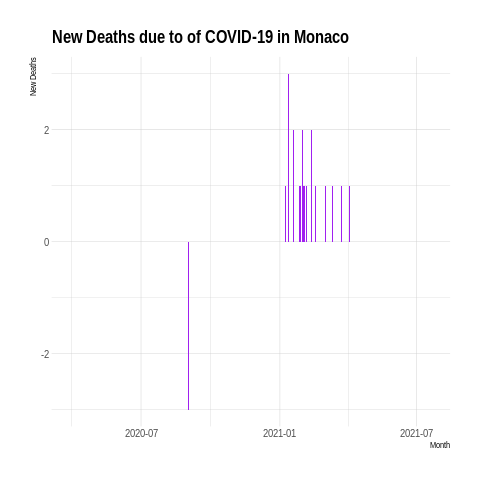 New Deaths due to of COVID-19 in Monaco
New Deaths
2
0
-2
2020-07
2021-01
2021-07
Month